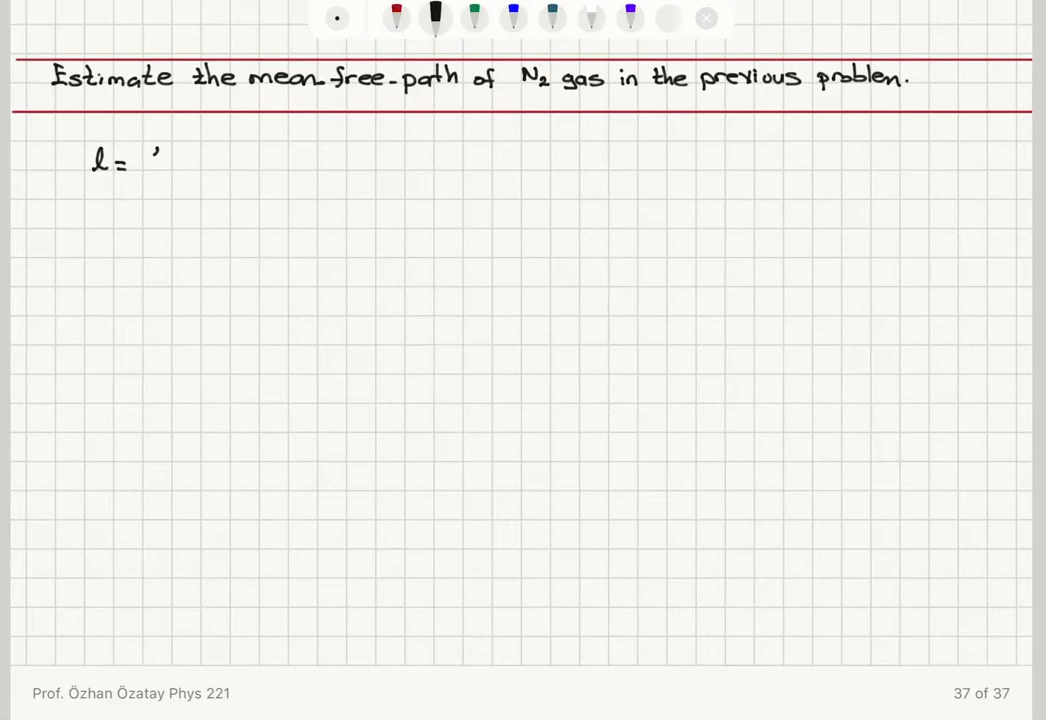 Estimate the mean-free-path of N₂ gas in the previous problem.
l = '
Prof. Özhan Özatay Phys 221
37 of 37